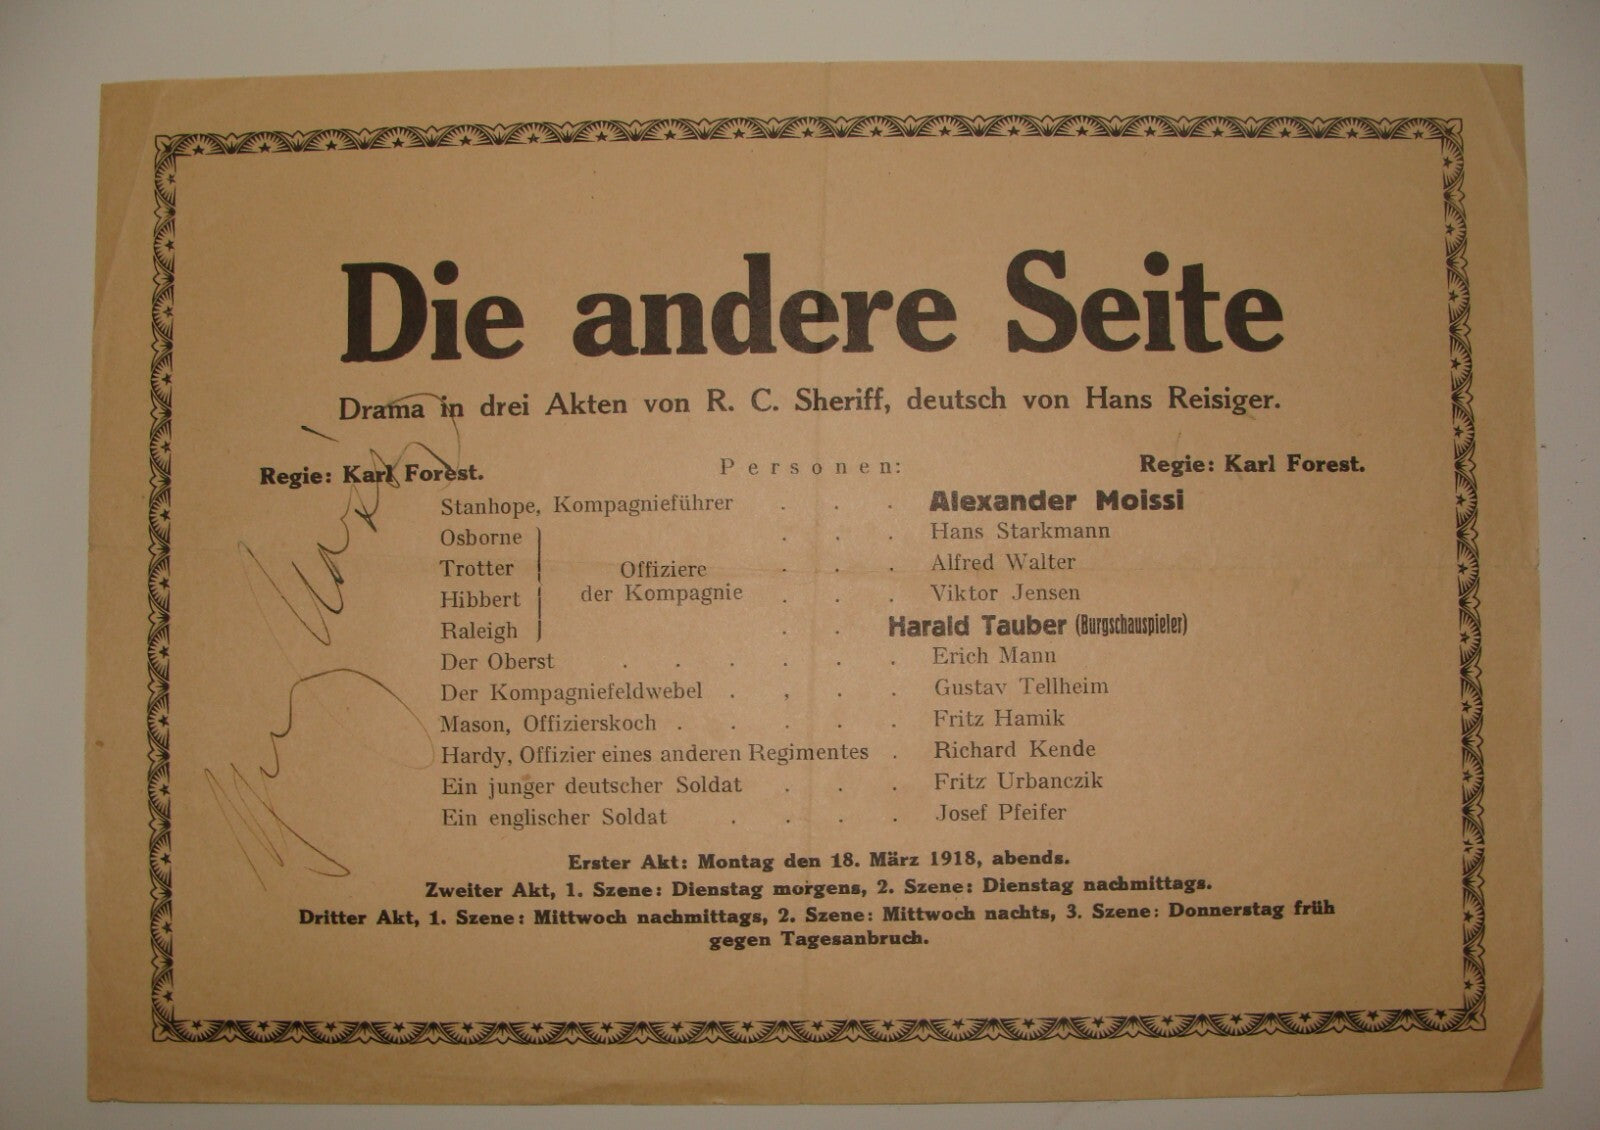 Die andere Seite
Drama in drei Akten von R. C. Sheriff, deutsch von Hans Reisiger.
Regie: Karl Forest. Personen: Regie: Karl Forest.
Stanhope, Kompagnieführer . . . Alexander Moissi
Osborne . . . Hans Starkmann
Trotter Offiziere . . . Alfred Walter
Hibbert der Kompagnie . . . Viktor Jensen
Raleigh . . Harald Tauber (Burgschauspieler)
Der Oberst . . . . . . Erich Mann
Der Kompagniefeldwebel . , . . Gustav Tellheim
Mason, Offizierskoch . . . . . Fritz Hamik
Hardy, Offizier eines anderen Regimentes . Richard Kende
Ein junger deutscher Soldat . . . Fritz Urbanczik
Ein englischer Soldat . . . . Josef Pfeifer
Erster Akt: Montag den 18. März 1918, abends.
Zweiter Akt, 1. Szene: Dienstag morgens, 2. Szene: Dienstag nachmittags.
Dritter Akt, 1. Szene: Mittwoch nachmittags, 2. Szene: Mittwoch nachts, 3. Szene: Donnerstag früh
gegen Tagesanbruch.